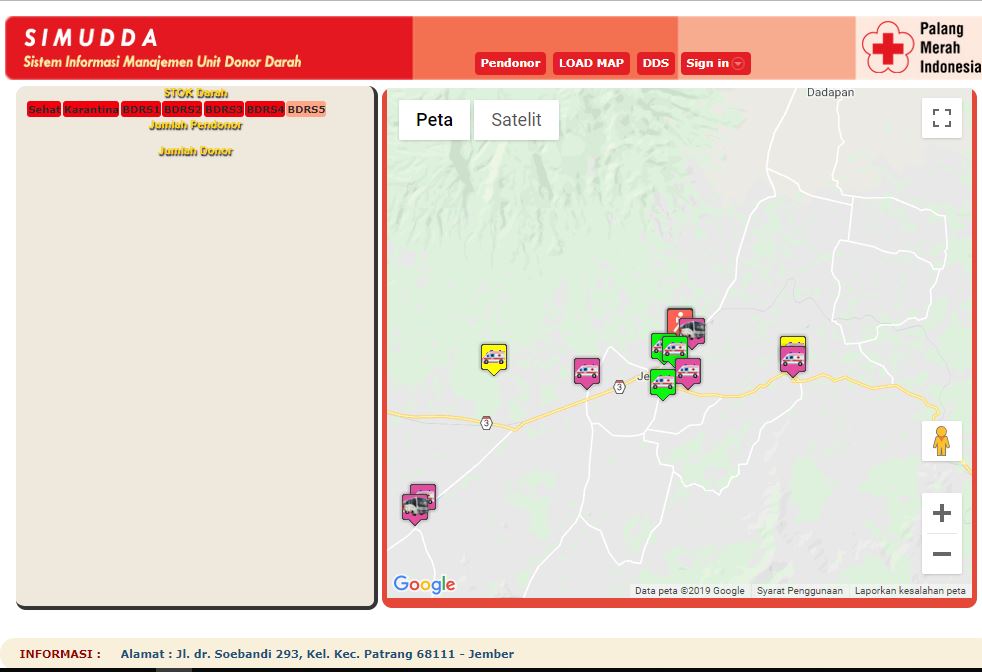 SIMUDDA
Sistem Informasi Manajemen Unit Donor Darah
Pendonor LOAD MAP DDS Sign in
Palang
Merah
Indonesia
STOK Darah
Sehat Karantina BDRS1 BDRS2 BDRS3 BDRS4 BDRS5
Jumlah Pendonor
Jumlah Donor
Peta Satelit
Dadapan
Je
3
3
Google
Data peta ©2019 Google Syarat Penggunaan Laporkan kesalahan peta
INFORMASI : Alamat : Jl. dr. Soebandi 293, Kel. Kec. Patrang 68111 - Jember